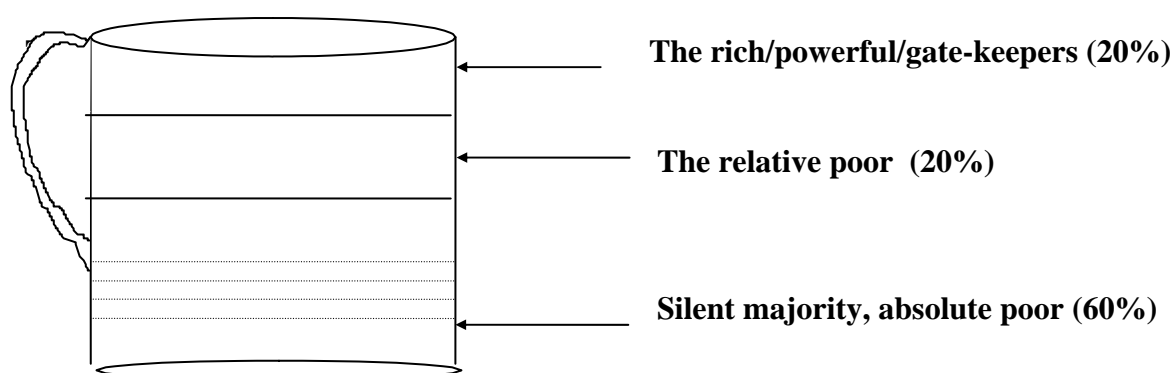 The rich/powerful/gate-keepers (20%)
The relative poor (20%)
Silent majority, absolute poor (60%)